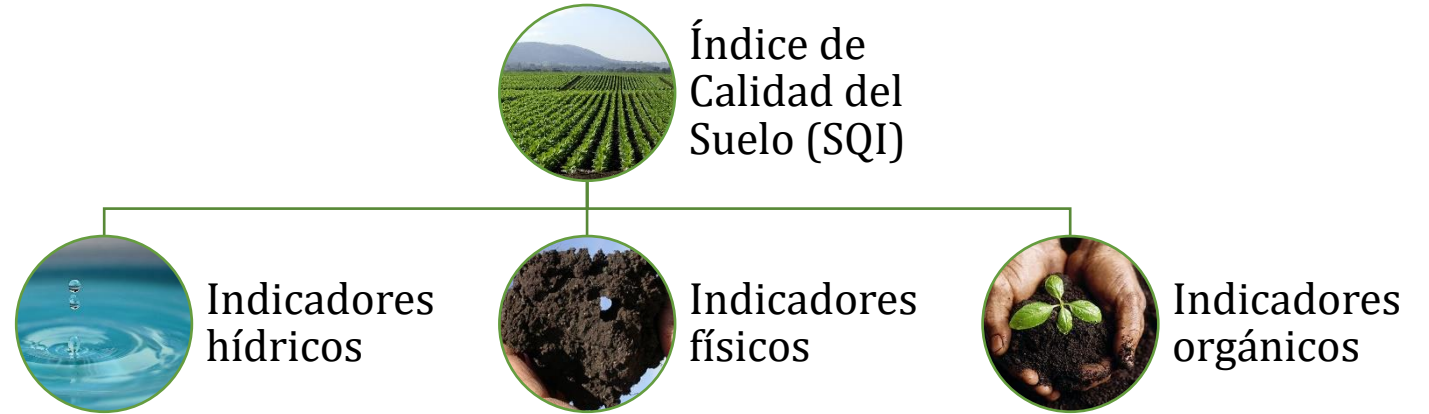 Índice de
Calidad del
Suelo (SQI)
Indicadores
hídricos
Indicadores
físicos
Indicadores
orgánicos